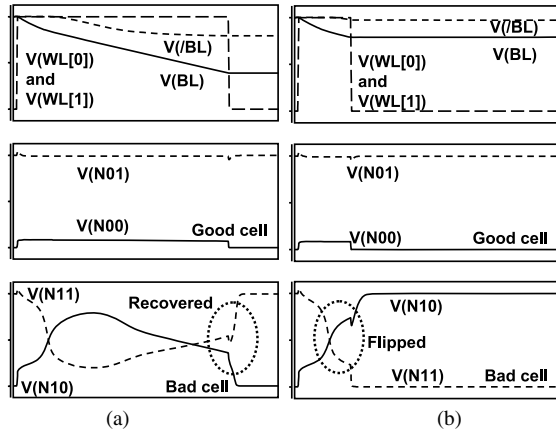 V(/BL)
V(WL[0])
and
V(WL[1])
V(BL)
V(N01)
V(N00)
Good cell
V(N11)
Recovered
V(N10)
Bad cell
(a)
V(/BL)
V(WL[0])
and
V(WL[1])
V(BL)
V(N01)
V(N00)
Good cell
V(N10)
Flipped
V(N11)
Bad cell
(b)